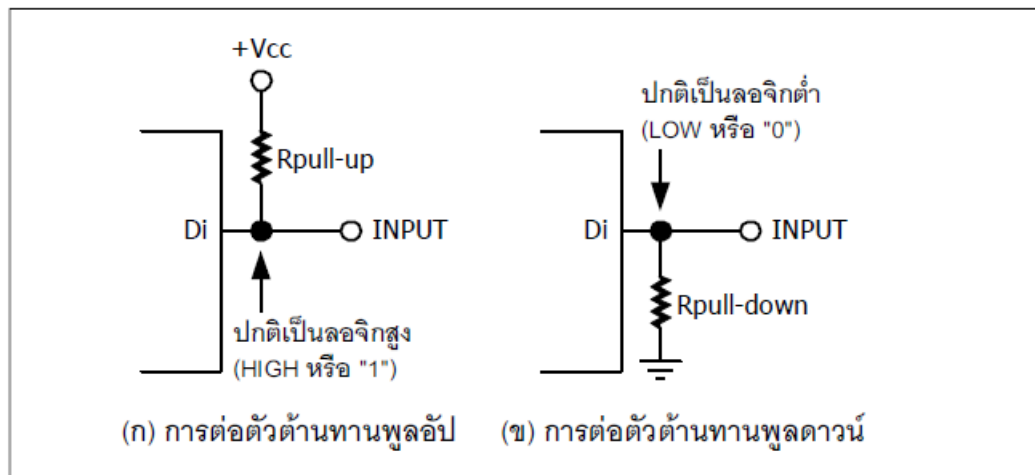 +Vcc
Rpull-up
Di
INPUT
ปกติเป็นลอจิกสูง
(HIGH หรือ "1")
(ก) การต่อตัวต้านทานพูลอัป
ปกติเป็นลอจิกต่ำ
(LOW หรือ "0")
Di
INPUT
Rpull-down
(ข) การต่อตัวต้านทานพูลดาวน์